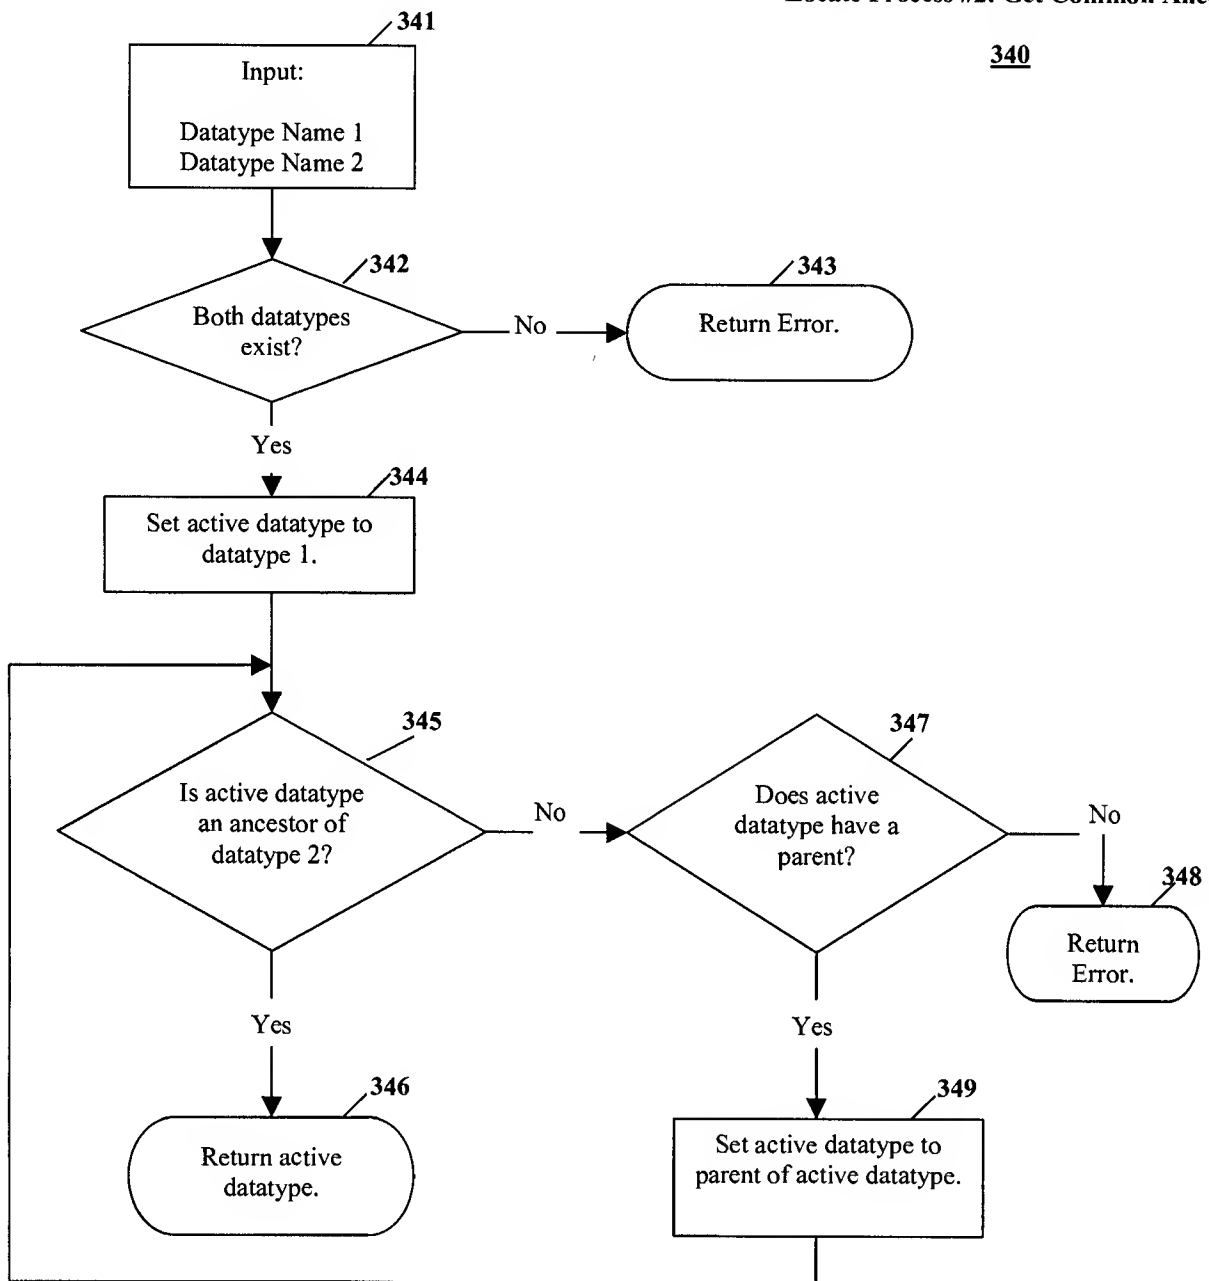 340
341
Input:
Datatype Name 1
Datatype Name 2
342
Both datatypes
exist?
No
343
Return Error.
Yes
344
Set active datatype to
datatype 1.
345
Is active datatype
an ancestor of
datatype 2?
No
347
Does active
datatype have a
parent?
No
348
Return
Error.
Yes
346
Return active
datatype.
Yes
349
Set active datatype to
parent of active datatype.